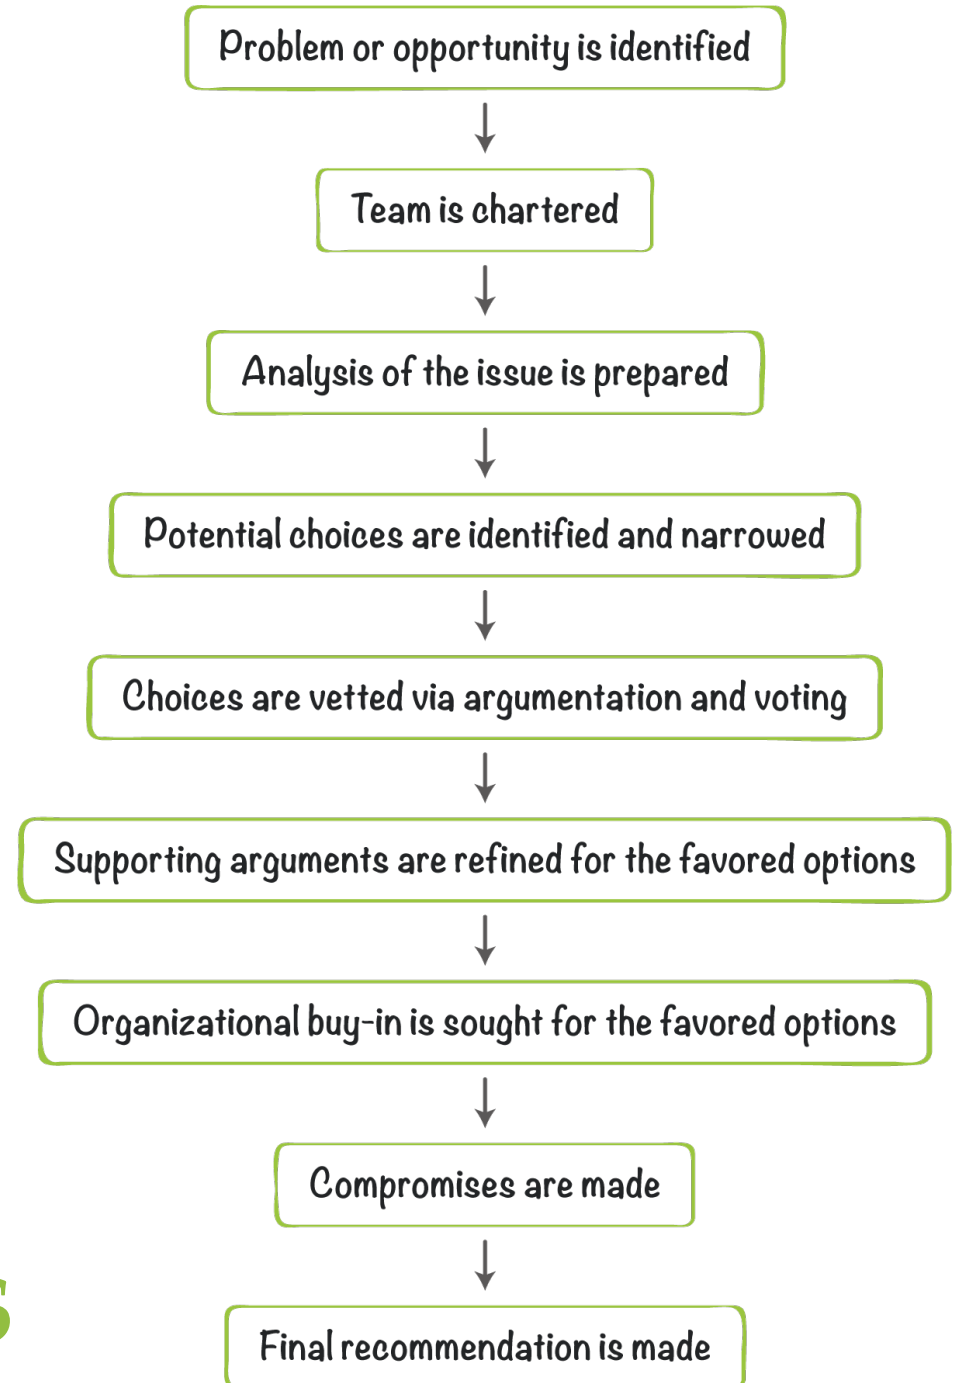 Problem or opportunity is identified
Team is chartered
Analysis of the issue is prepared
Potential choices are identified and narrowed
Choices are vetted via argumentation and voting
Supporting arguments are refined for the favored options
Organizational buy-in is sought for the favored options
Compromises are made
Final recommendation is made